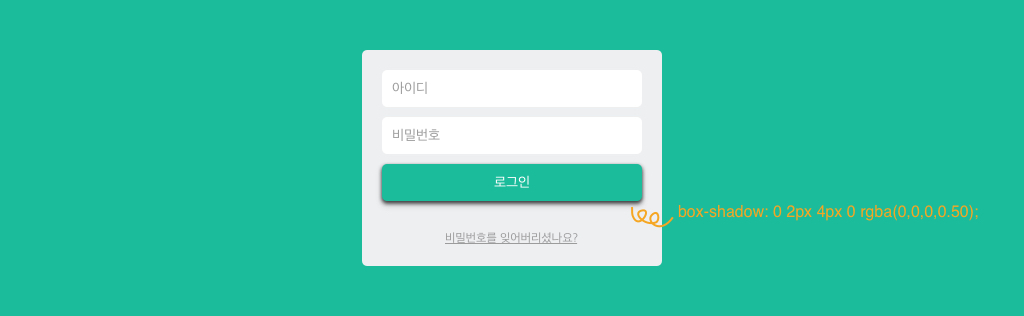 아이디
비밀번호
로그인
box-shadow: 0 2px 4px 0 rgba(0,0,0,0.50);
비밀번호를 잊어버리셨나요?